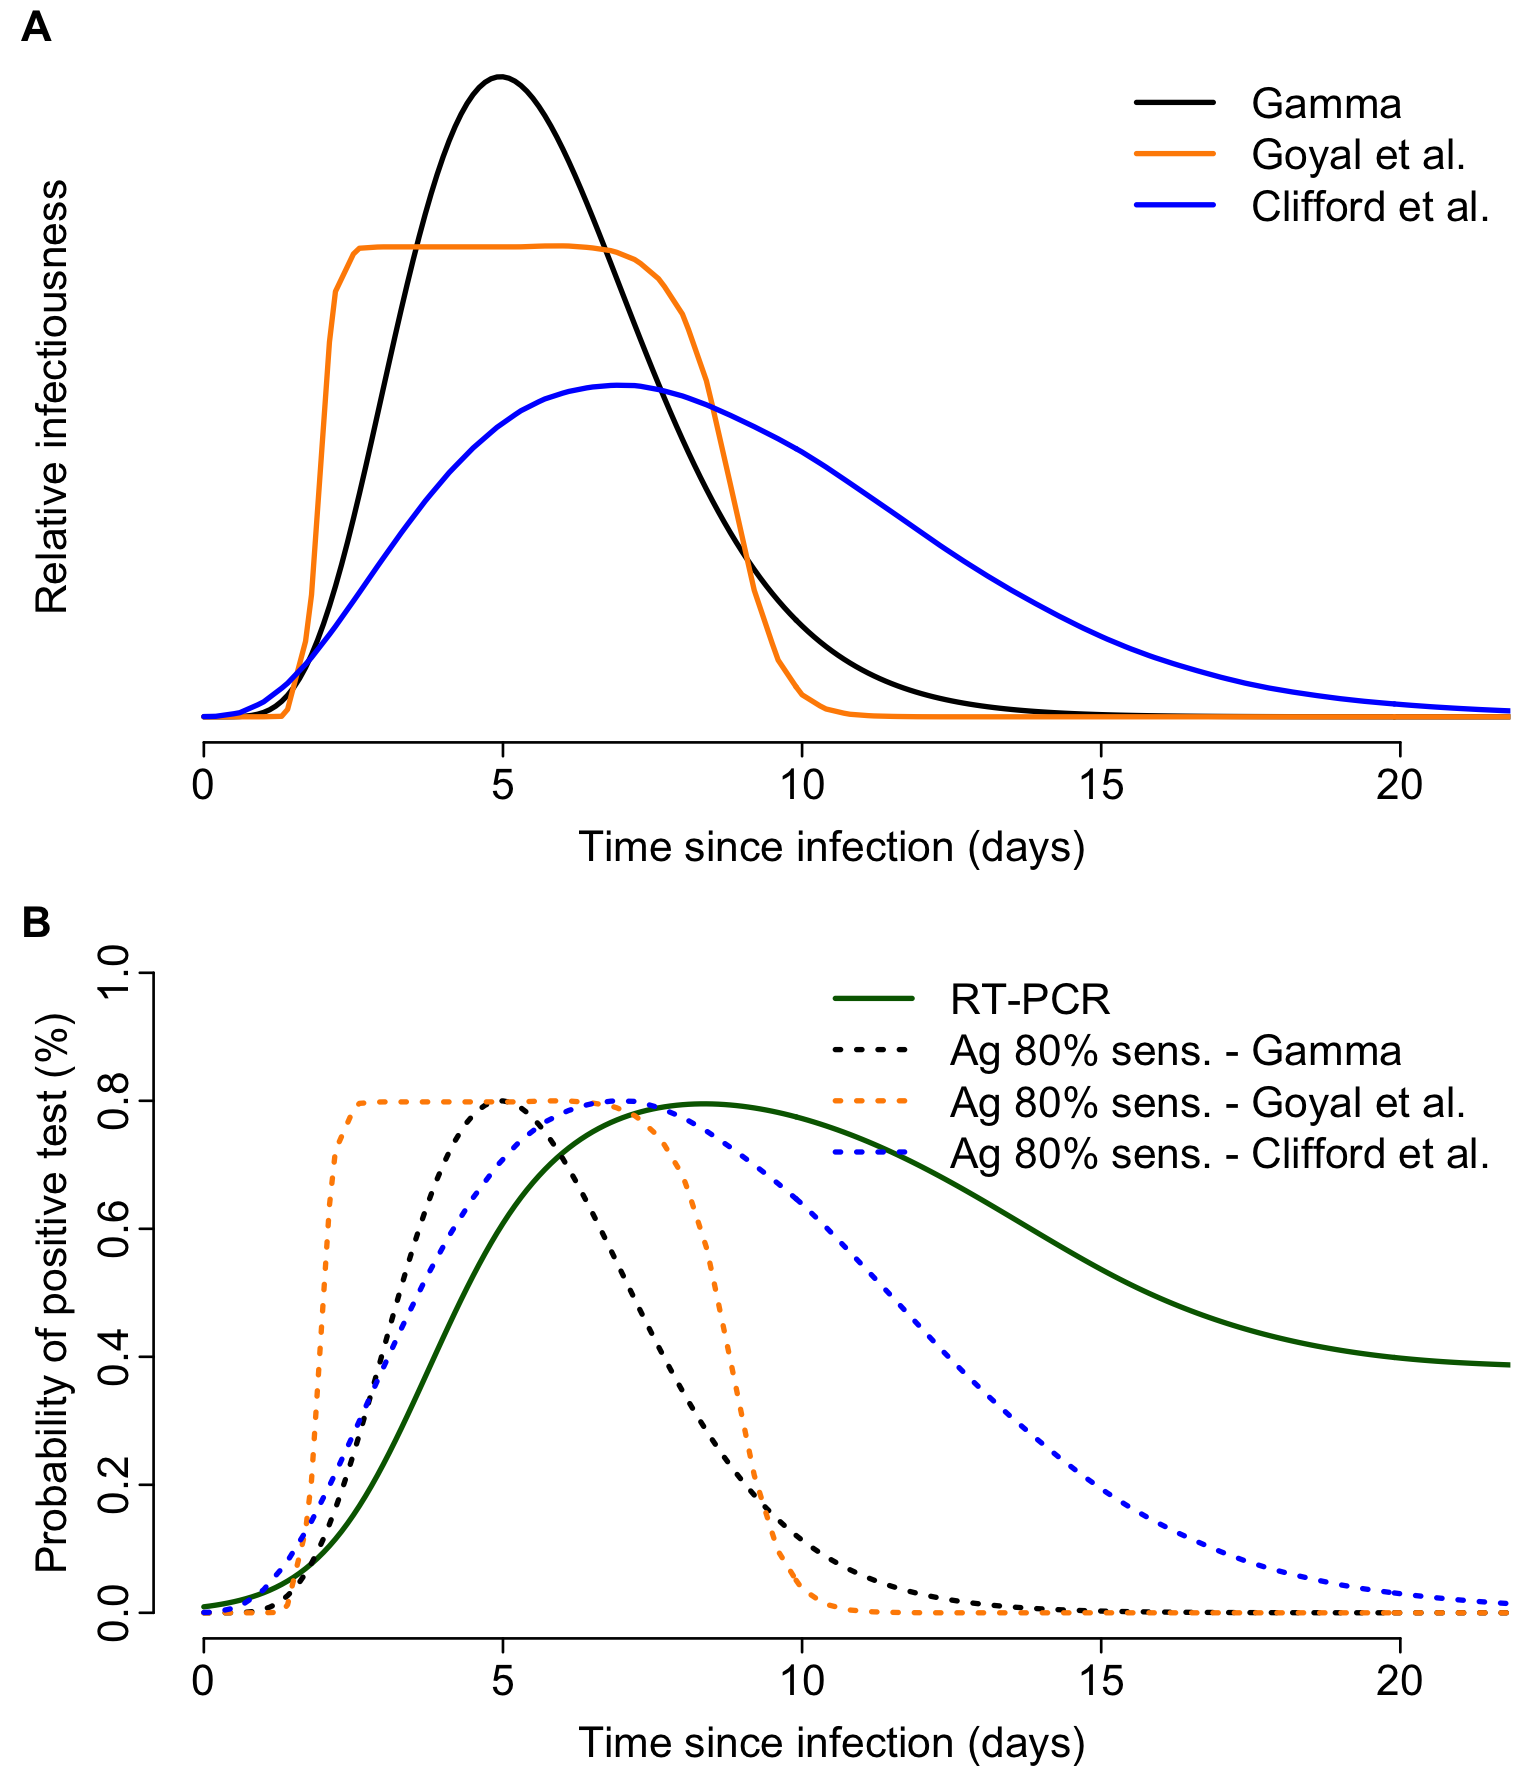 A
Relative infectiousness
Gamma
Goyal et al.
Clifford et al.
0 5 10 15 20
Time since infection (days)
B
Probability of positive test (%)
1.0
0.8
0.6
0.4
0.2
0.0
RT-PCR
Ag 80% sens. - Gamma
Ag 80% sens. - Goyal et al.
Ag 80% sens. - Clifford et al.
0 5 10 15 20
Time since infection (days)